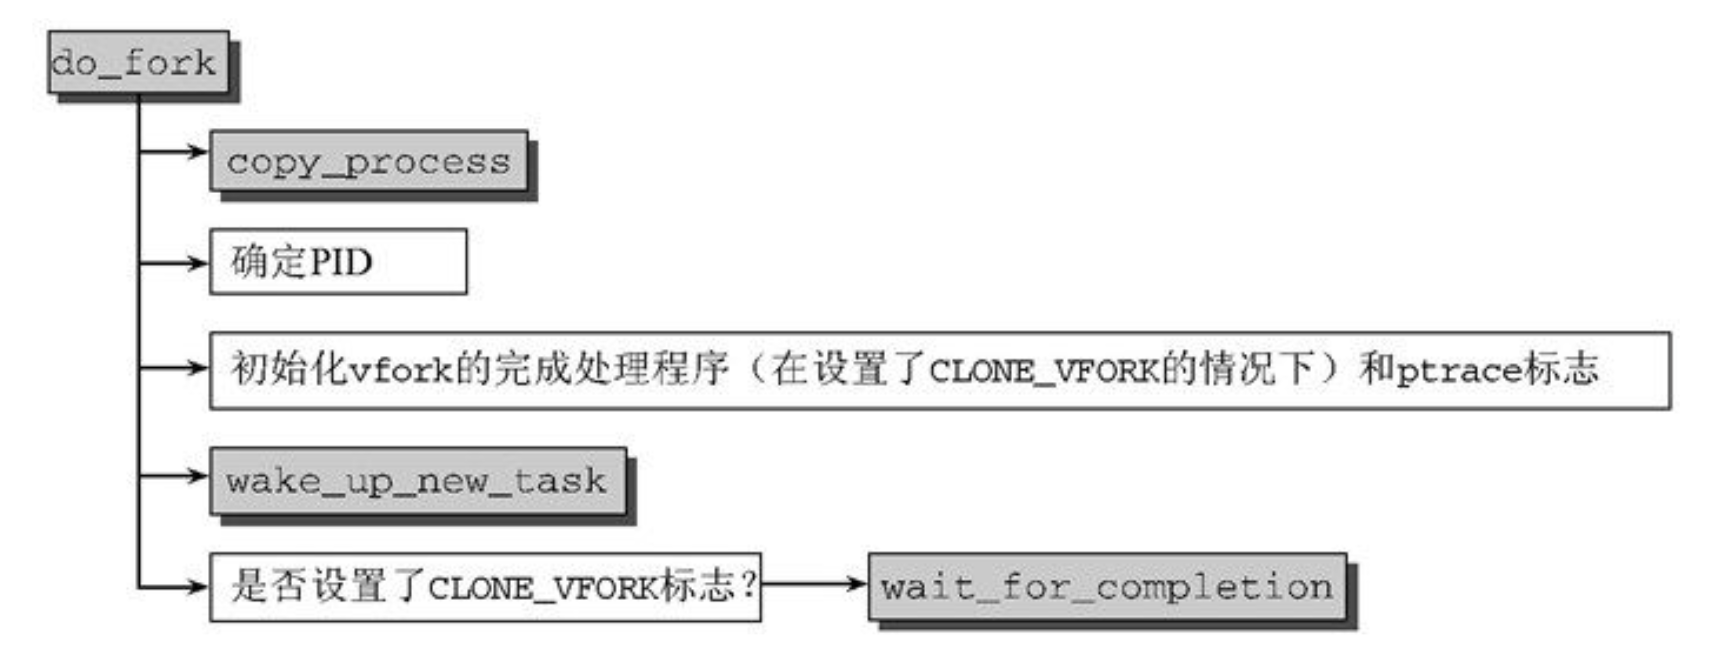 do_fork
copy_process
确定PID
初始化vfork的完成处理程序（在设置了CLONE_VFORK的情况下）和ptrace标志
wake_up_new_task
是否设置了CLONE_VFORK标志？
wait_for_completion